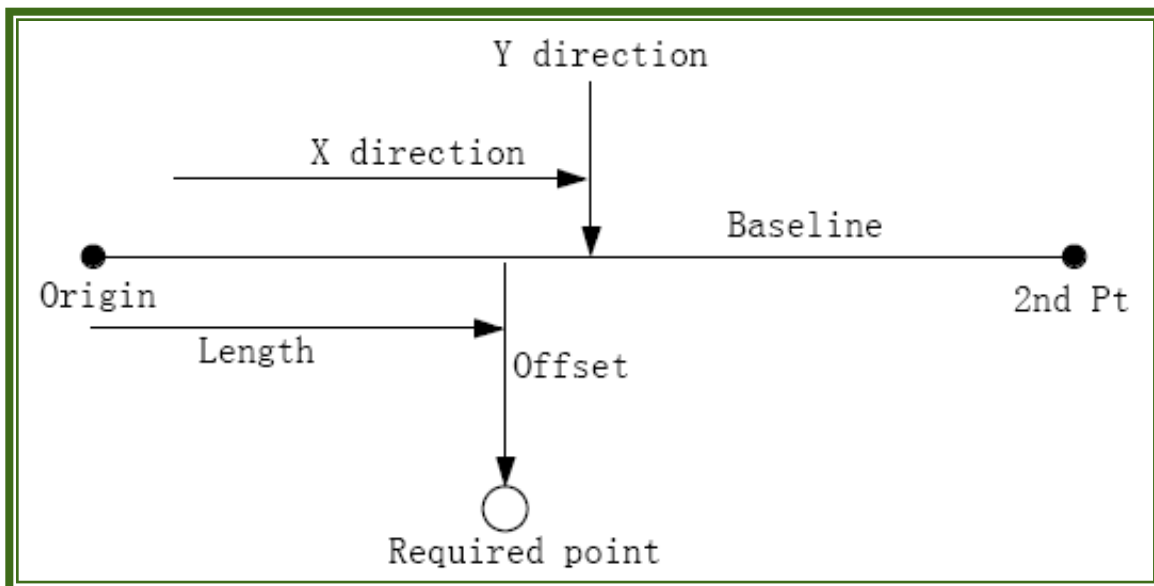 Y direction
X direction
Baseline
Origin
2nd Pt
Length
Offset
Required point